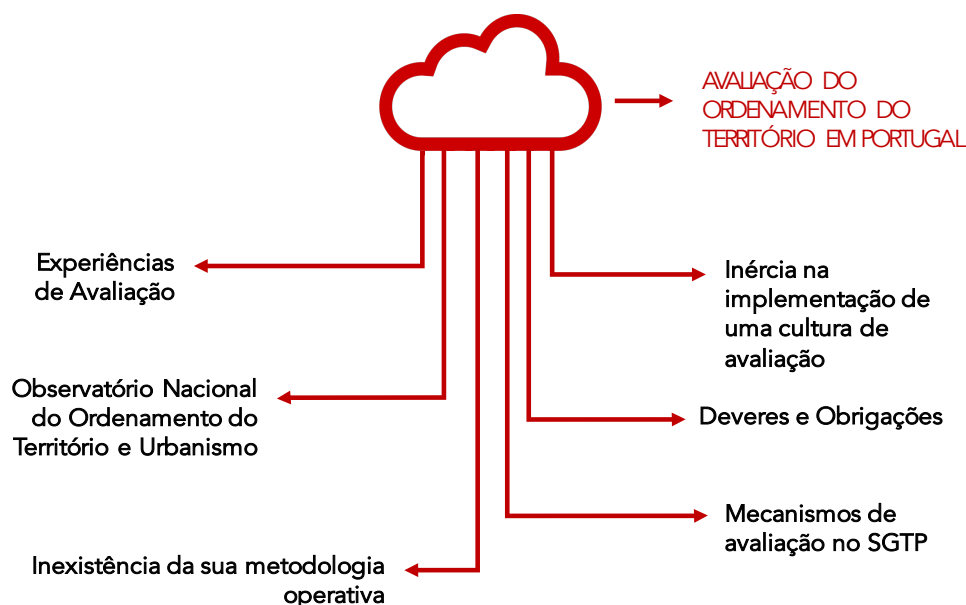 AVALIAÇÃO DO
ORDENAMENTO DO
TERRITÓRIO EM PORTUGAL
Experiências
de Avaliação
Inércia na
implementação de
uma cultura de
avaliação
Observatório Nacional
do Ordenamento do
Território e Urbanismo
Deveres e Obrigações
Mecanismos de
avaliação no SGTP
Inexistência da sua metodologia
operativa